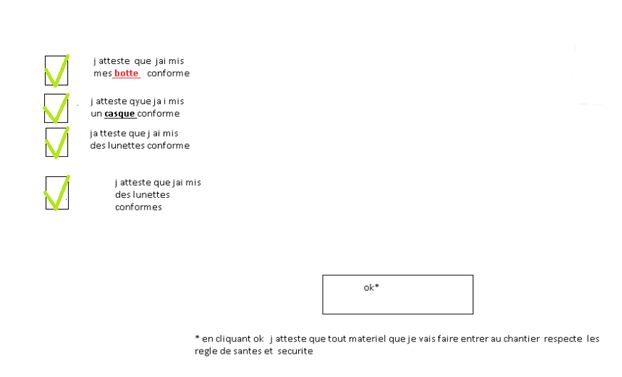 j atteste que jai mis
mes botte conforme
j atteste qyue ja i mis
un casque conforme
ja tteste que j ai mis
des lunettes conforme
j atteste que jai mis
des lunettes
conformes
ok*
* en cliquant ok j atteste que tout materiel que je vais faire entrer au chantier respecte les
regle de santes et securite